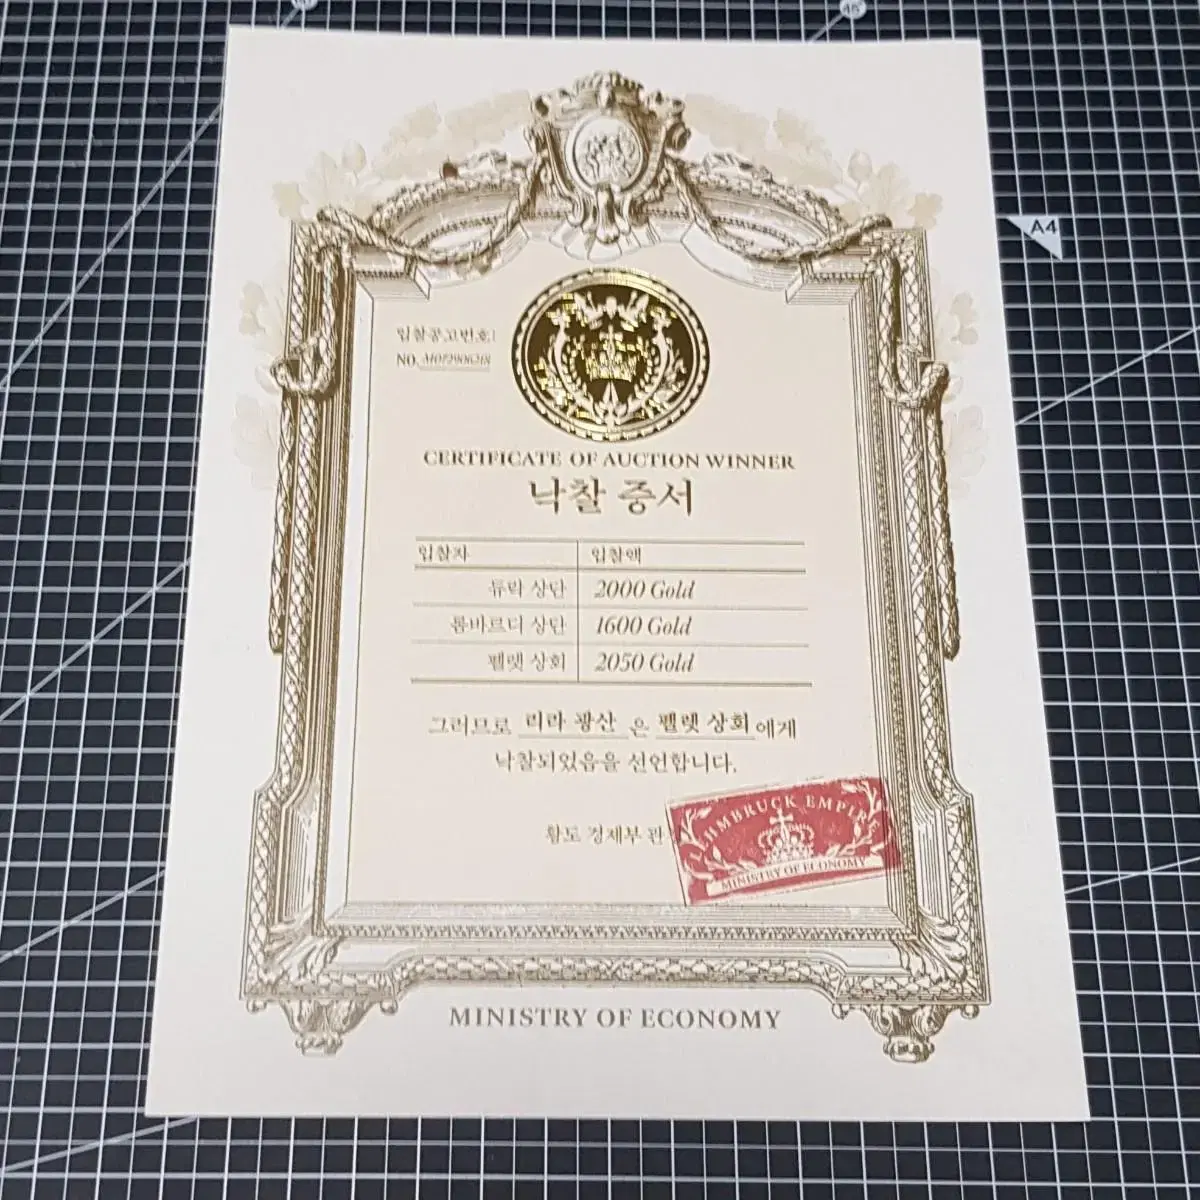 45°
A4
입찰공고번호:
NO.
CERTIFICATE OF AUCTION WINNER
낙찰 증서
입찰자 입찰액
듀락 상단 2000 Gold
롬바르디 상단 1600 Gold
펠렛 상회 2050 Gold
그러므로 리라 광산 은 펠렛 상회 에게
낙찰되었음을 선언합니다.
황도 경제부 관
LEHMBRUCK EMPIRE
MINISTRY OF ECONOMY
MINISTRY OF ECONOMY